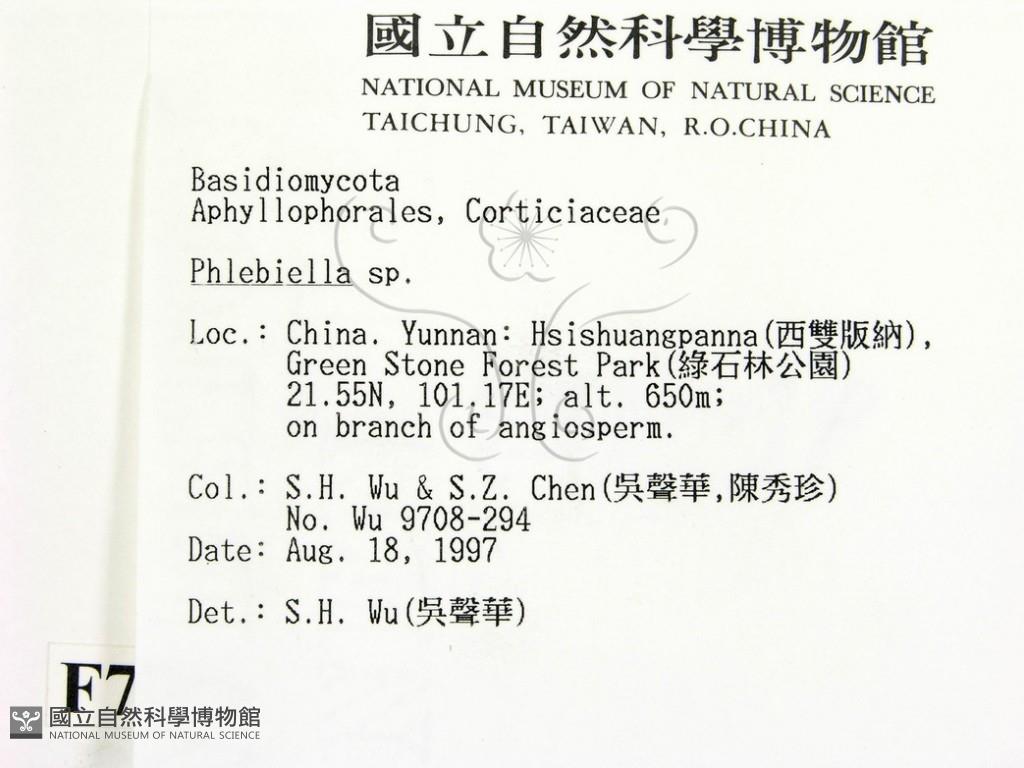 國立自然科學博物館
NATIONAL MUSEUM OF NATURAL SCIENCE
TAICHUNG, TAIWAN, R.O.CHINA
Basidiomycota
Aphyllophorales, Corticiaceae
Phlebiella sp.
Loc.: China. Yunnan: Hsishuangpanna(西雙版納),
Green Stone Forest Park(綠石林公園)
21.55N, 101.17E; alt. 650m;
on branch of angiosperm.
Col.: S.H. Wu & S.Z. Chen(吳聲華,陳秀珍)
No. Wu 9708-294
Date: Aug. 18, 1997
Det.: S.H. Wu(吳聲華)
F7
國立自然科學博物館
NATIONAL MUSEUM OF NATURAL SCIENCE